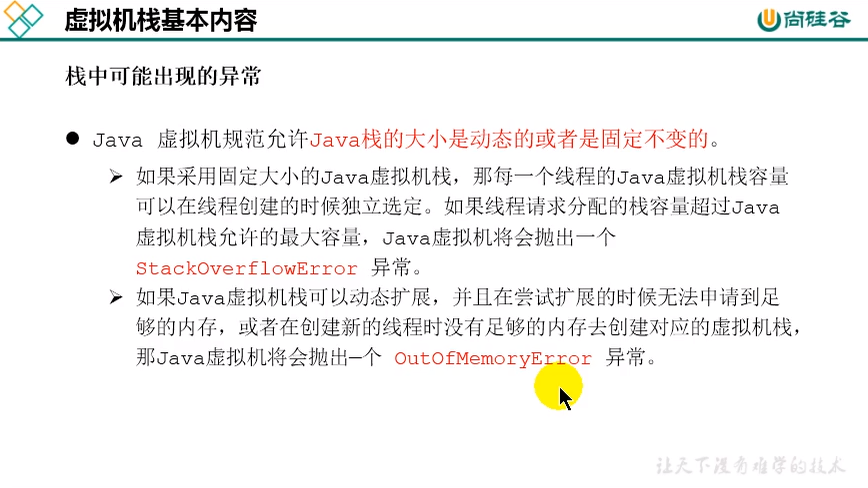 虚拟机栈基本内容
尚硅谷
栈中可能出现的异常
Java 虚拟机规范允许Java栈的大小是动态的或者是固定不变的。
如果采用固定大小的Java虚拟机栈，那每一个线程的Java虚拟机栈容量
可以在线程创建的时候独立选定。如果线程请求分配的栈容量超过Java
虚拟机栈允许的最大容量，Java虚拟机将会抛出一个
StackOverflowError 异常。
如果Java虚拟机栈可以动态扩展，并且在尝试扩展的时候无法申请到足
够的内存，或者在创建新的线程时没有足够的内存去创建对应的虚拟机栈，
那Java虚拟机将会抛出一个 OutOfMemoryError 异常。
让天下没有难学的技术